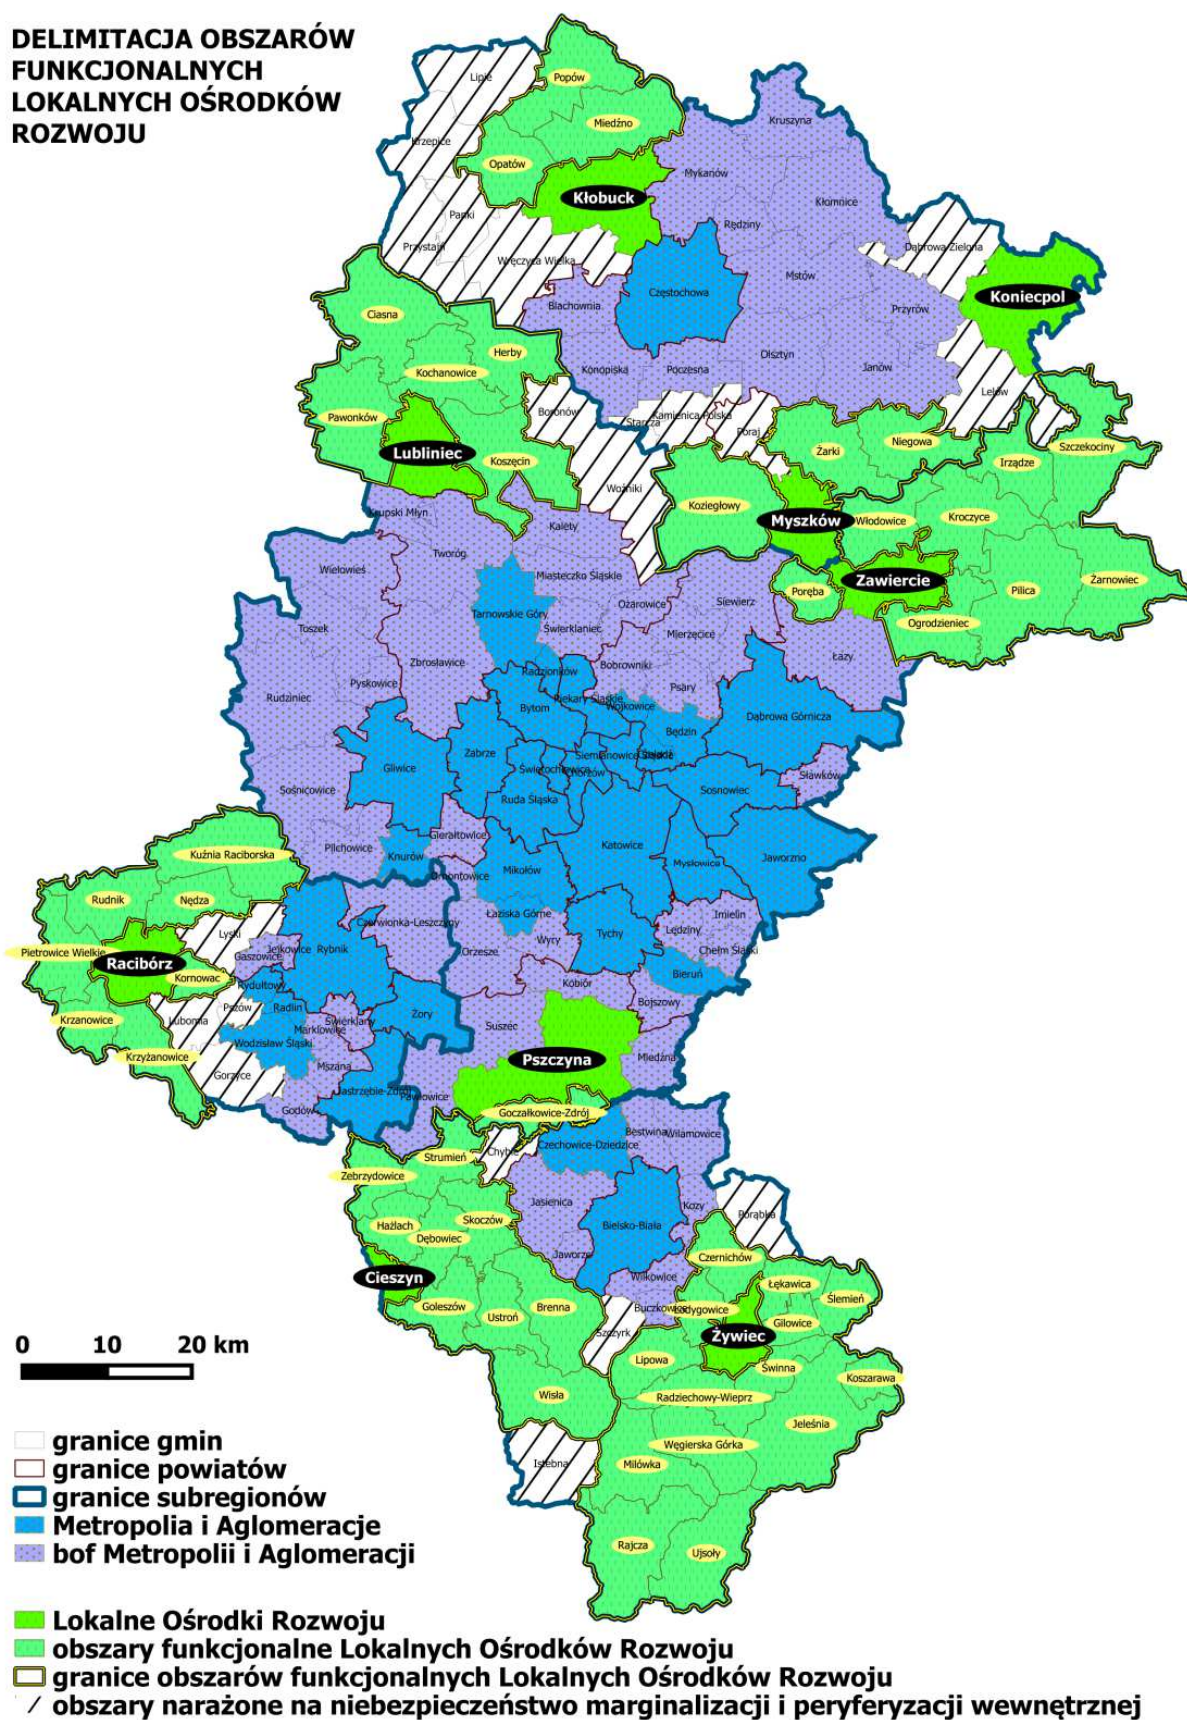 DELIMITACJA OBSZARÓW
FUNKCJONALNYCH
LOKALNYCH OŚRODKÓW
ROZWOJU
Lipie
Popów
Kruszyna
Miedźno
Krzepice
Opatów
Mykanów
Kłobuck
Kłomnice
Panki
Rędziny
Przystajń
Dąbrowa Zielona
Wręczyca Wielka
Mstów
Częstochowa
Koniecpol
Blachownia
Przyrów
Ciasna
Herby
Olsztyn
Kochanowice
Konopiska
Poczesna
Janów
Lelów
Boronów
Pawonków
Kamienica Polska
Starcza
Poraj
Niegowa
Szczekociny
Żarki
Lubliniec
Koszęcin
Irządze
Woźniki
Koziegłowy
Krupski Młyn
Kalety
Myszków
Włodowice
Kroczyce
Tworóg
Wielowieś
Miasteczko Śląskie
Zawiercie
Żarnowiec
Poręba
Pilica
Ożarowice
Siewierz
Tarnowskie Góry
Ogrodzieniec
Toszek
Świerklaniec
Mierzęcice
Zbrosławice
Bobrowniki
Łazy
Radzionków
Pyskowice
Psary
Rudziniec
Piekary Śląskie
Wojkowice
Bytom
Dąbrowa Górnicza
Będzin
Zabrze
Siemianowice Śląskie
Czeladź
Gliwice
Świętochłowice
Chorzów
Sławków
Sośnicowice
Sosnowiec
Ruda Śląska
Gierałtowice
Pilchowice
Katowice
Kuźnia Raciborska
Knurów
Mikołów
Mysłowice
Jaworzno
Ornontowice
Rudnik
Nędza
Łaziska Górne
Imielin
Czerwionka-Leszczyny
Lędziny
Lyski
Wyry
Tychy
Jejkowice
Rybnik
Orzesze
Chełm Śląski
Pietrowice Wielkie
Gaszowice
Racibórz
Bieruń
Kornowac
Rydułtowy
Kobiór
Bojszowy
Pszów
Radlin
Krzanowice
Lubomia
Świerklany
Żory
Marklowice
Suszec
Wodzisław Śląski
Krzyżanowice
Mszana
Pszczyna
Miedźna
Gorzyce
Jastrzębie-Zdrój
Pawłowice
Godów
Goczałkowice-Zdrój
Bestwina
Wilamowice
Czechowice-Dziedzice
Chybie
Strumień
Zebrzydowice
Jasienica
Kozy
Porąbka
Skoczów
Hażlach
Bielsko-Biała
Dębowiec
Jaworze
Czernichów
Cieszyn
Wilkowice
Łękawica
Ślemień
Goleszów
Brenna
Buczkowice
Łodygowice
Ustroń
Gilowice
Szczyrk
Żywiec
Lipowa
Świnna
Koszarawa
Wisła
Radziechowy-Wieprz
Jeleśnia
Węgierska Górka
Istebna
Milówka
Rajcza
Ujsoły
0 10 20 km
granice gmin
granice powiatów
granice subregionów
Metropolia i Aglomeracje
bof Metropolii i Aglomeracji
Lokalne Ośrodki Rozwoju
obszary funkcjonalne Lokalnych Ośrodków Rozwoju
granice obszarów funkcjonalnych Lokalnych Ośrodków Rozwoju
obszary narażone na niebezpieczeństwo marginalizacji i peryferyzacji wewnętrznej